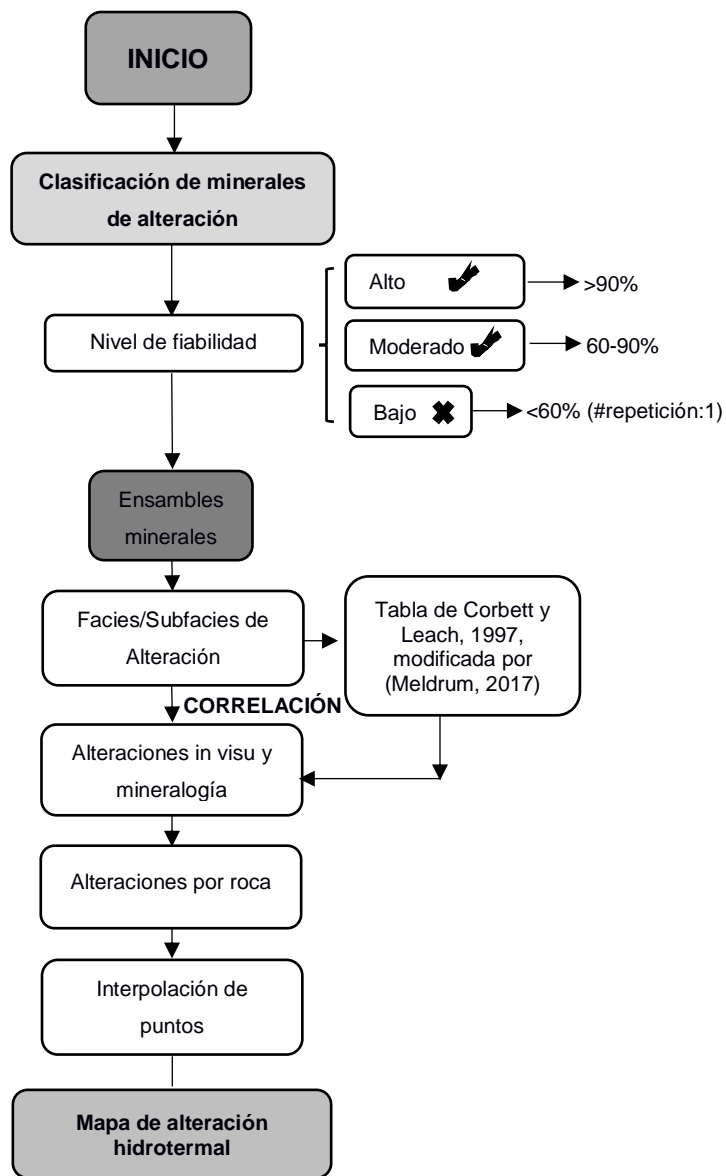 INICIO
Clasificación de minerales
de alteración
Nivel de fiabilidad
Alto
>90%
Moderado
60-90%
Bajo
<60% (#repetición:1)
Ensambles
minerales
Facies/Subfacies de
Alteración
Tabla de Corbett y
Leach, 1997,
modificada por
(Meldrum, 2017)
CORRELACIÓN
Alteraciones in visu y
mineralogía
Alteraciones por roca
Interpolación de
puntos
Mapa de alteración
hidrotermal